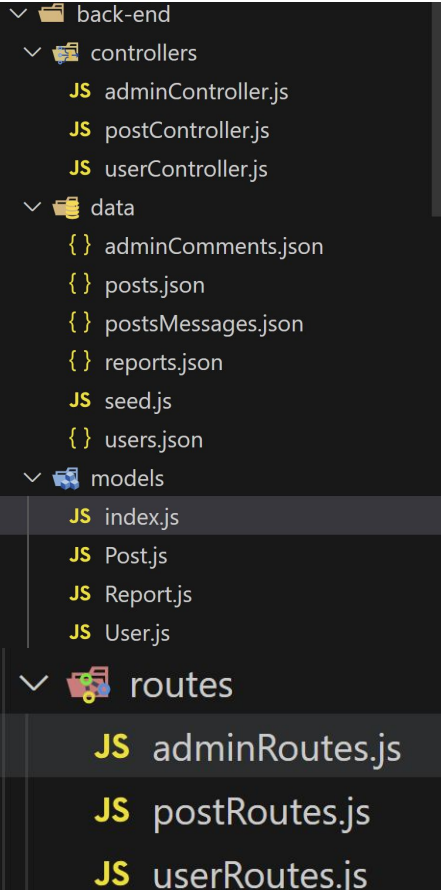 back-end
controllers
JS adminController.js
JS postController.js
JS userController.js
data
{} adminComments.json
{} posts.json
{} postsMessages.json
{} reports.json
JS seed.js
{} users.json
models
JS index.js
JS Post.js
JS Report.js
JS User.js
routes
JS adminRoutes.js
JS postRoutes.js
JS userRoutes.js